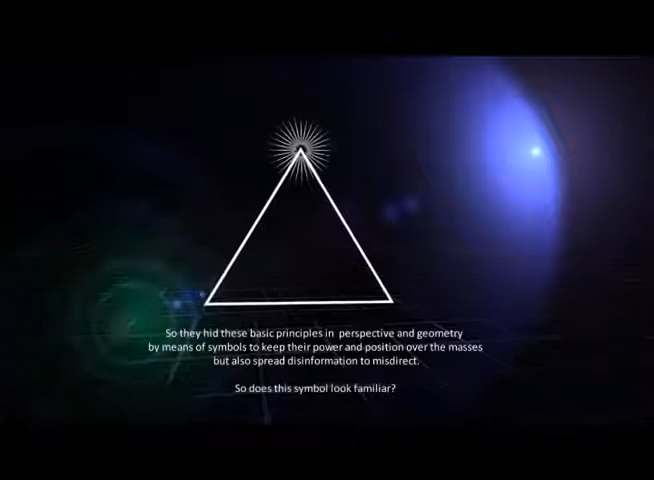 So they hid these basic principles in perspective and geometry
by means of symbols to keep their power and position over the masses
but also spread disinformation to misdirect.
So does this symbol look familiar?